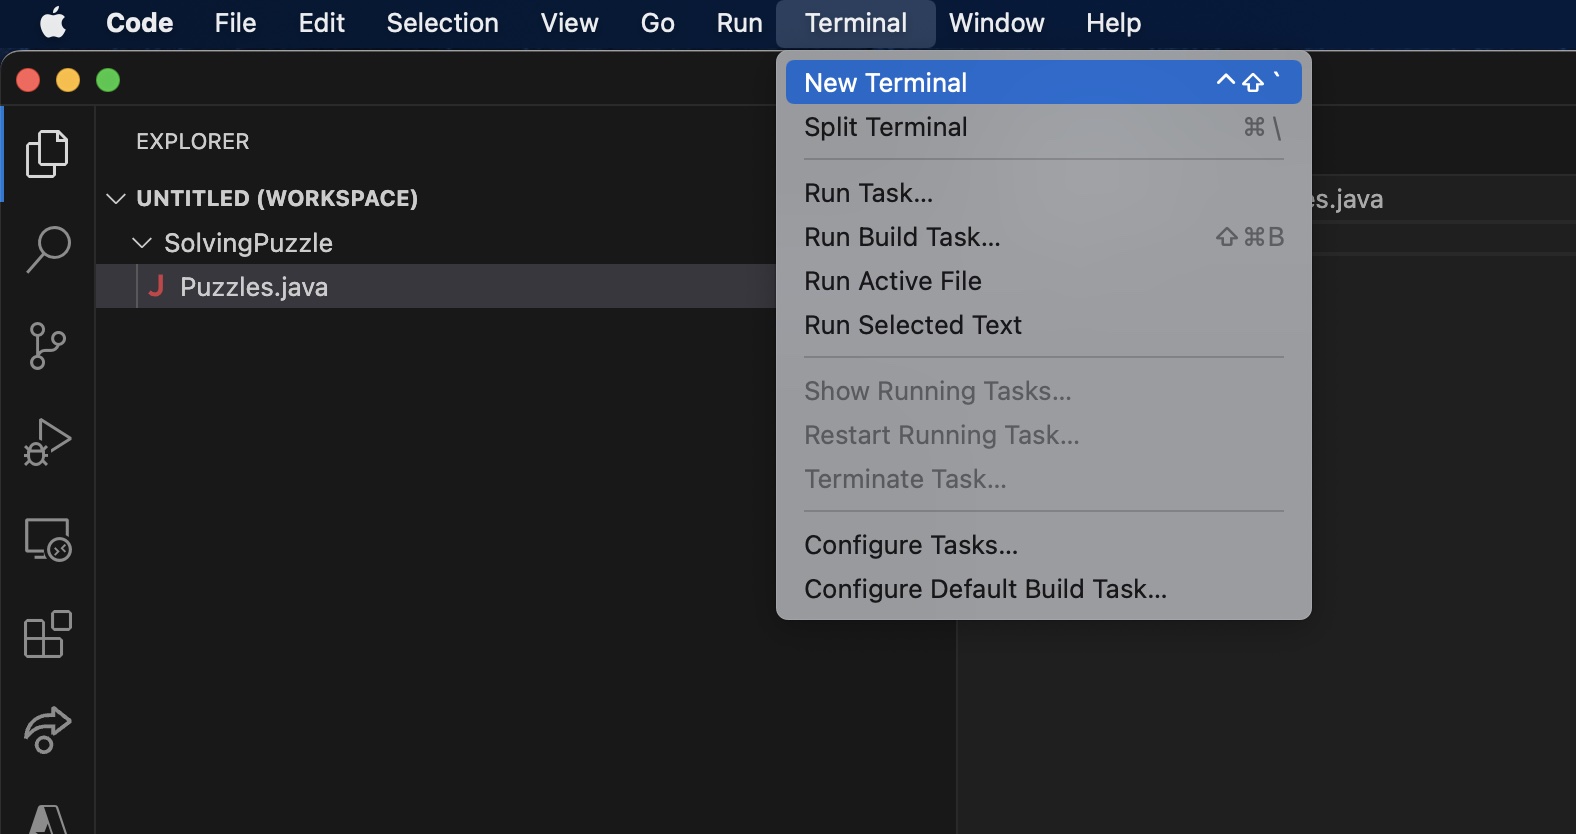 Code File Edit Selection View Go Run Terminal Window Help
New Terminal ^⇧`
Split Terminal ⌘\
Run Task...
Run Build Task... ⇧⌘B
Run Active File
Run Selected Text
Show Running Tasks...
Restart Running Task...
Terminate Task...
Configure Tasks...
Configure Default Build Task...
EXPLORER
UNTITLED (WORKSPACE)
SolvingPuzzle
J Puzzles.java
s.java